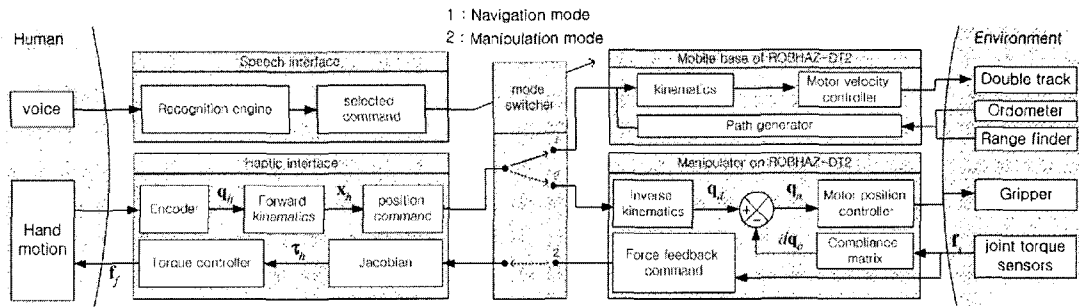 1 : Navigation mode
2 : Manipulation mode
Human
Environment
Speech interface
voice
Recognition engine
selected
command
mode
switcher
Mobile base of ROBHAZ-DT2
kinematics
Motor velocity
controller
Path generator
Double track
Ordometer
Range finder
Haptic interface
Hand
motion
Encoder
q_h
Forward
kinematics
x_h
position
command
Torque controller
τ_h
Jacobian
f_f
1
2
2
Manipulator on ROBHAZ-DT2
Inverse
kinematics
q_d
+
−
q_n
Motor position
controller
dq_c
Compliance
matrix
Force feedback
command
Gripper
joint torque
sensors